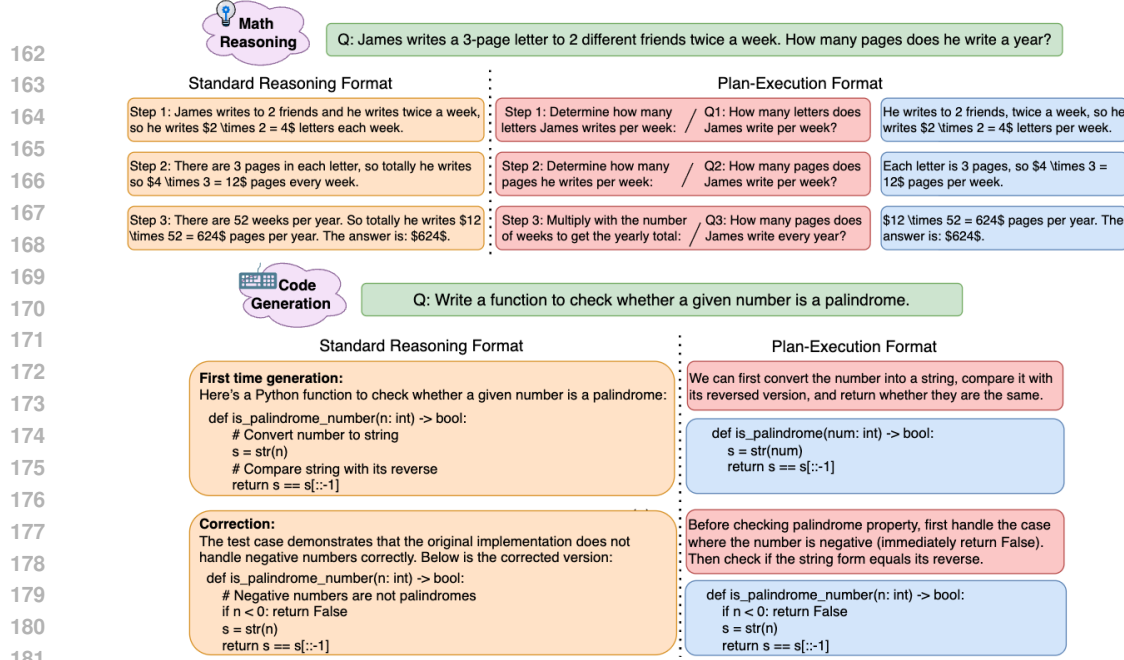 Math
Reasoning
Q: James writes a 3-page letter to 2 different friends twice a week. How many pages does he write a year?
162
163
164
165
166
167
168
169
170
171
172
173
174
175
176
177
178
179
180
181
Standard Reasoning Format
Step 1: James writes to 2 friends and he writes twice a week,
so he writes $2 \times 2 = 4$ letters each week.
Step 2: There are 3 pages in each letter, so totally he writes
so $4 \times 3 = 12$ pages every week.
Step 3: There are 52 weeks per year. So totally he writes $12
\times 52 = 624$ pages per year. The answer is: $624$.
Plan-Execution Format
Step 1: Determine how many
letters James writes per week:
/
Q1: How many letters does
James write per week?
He writes to 2 friends, twice a week, so he
writes $2 \times 2 = 4$ letters per week.
Step 2: Determine how many
pages he writes per week:
/
Q2: How many pages does
James write per week?
Each letter is 3 pages, so $4 \times 3 =
12$ pages per week.
Step 3: Multiply with the number
of weeks to get the yearly total:
/
Q3: How many pages does
James write every year?
$12 \times 52 = 624$ pages per year. The
answer is: $624$.
Code
Generation
Q: Write a function to check whether a given number is a palindrome.
Standard Reasoning Format
First time generation:
Here's a Python function to check whether a given number is a palindrome:
def is_palindrome_number(n: int) -> bool:
# Convert number to string
s = str(n)
# Compare string with its reverse
return s == s[::-1]
Correction:
The test case demonstrates that the original implementation does not
handle negative numbers correctly. Below is the corrected version:
def is_palindrome_number(n: int) -> bool:
# Negative numbers are not palindromes
if n < 0: return False
s = str(n)
return s == s[::-1]
Plan-Execution Format
We can first convert the number into a string, compare it with
its reversed version, and return whether they are the same.
def is_palindrome(num: int) -> bool:
s = str(num)
return s == s[::-1]
Before checking palindrome property, first handle the case
where the number is negative (immediately return False).
Then check if the string form equals its reverse.
def is_palindrome_number(n: int) -> bool:
if n < 0: return False
s = str(n)
return s == s[::-1]